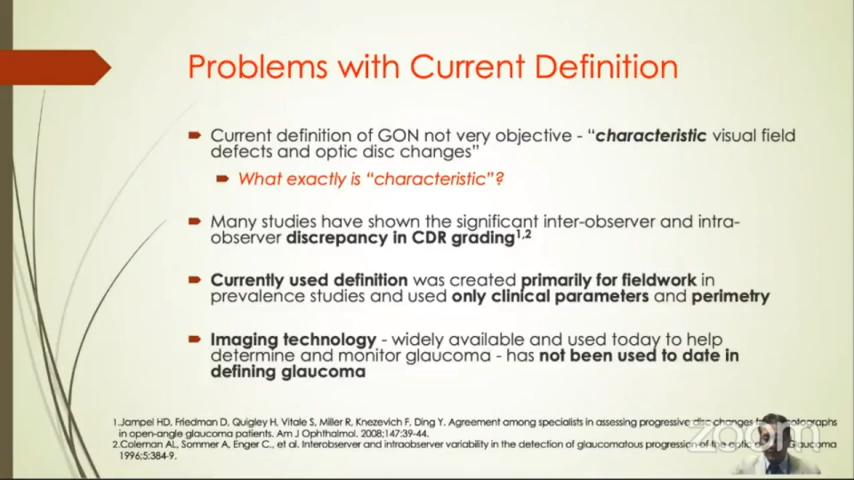 Problems with Current Definition
Current definition of GON not very objective - “characteristic visual field
defects and optic disc changes”
What exactly is “characteristic”?
Many studies have shown the significant inter-observer and intra-
observer discrepancy in CDR grading1,2
Currently used definition was created primarily for fieldwork in
prevalence studies and used only clinical parameters and perimetry
Imaging technology - widely available and used today to help
determine and monitor glaucoma - has not been used to date in
defining glaucoma
1.Jampel HD, Friedman D, Quigley H, Vitale S, Miller R, Knezevich F, Ding Y. Agreement among specialists in assessing progressive disc changes
in open-angle glaucoma patients. Am J Ophthalmol. 2008;147:39-44.
2.Coleman AL, Sommer A, Enger C., et al. Interobserver and intraobserver variability in the detection of glaucomatous progression of the Glaucoma
1996;5:384-9.
zoom